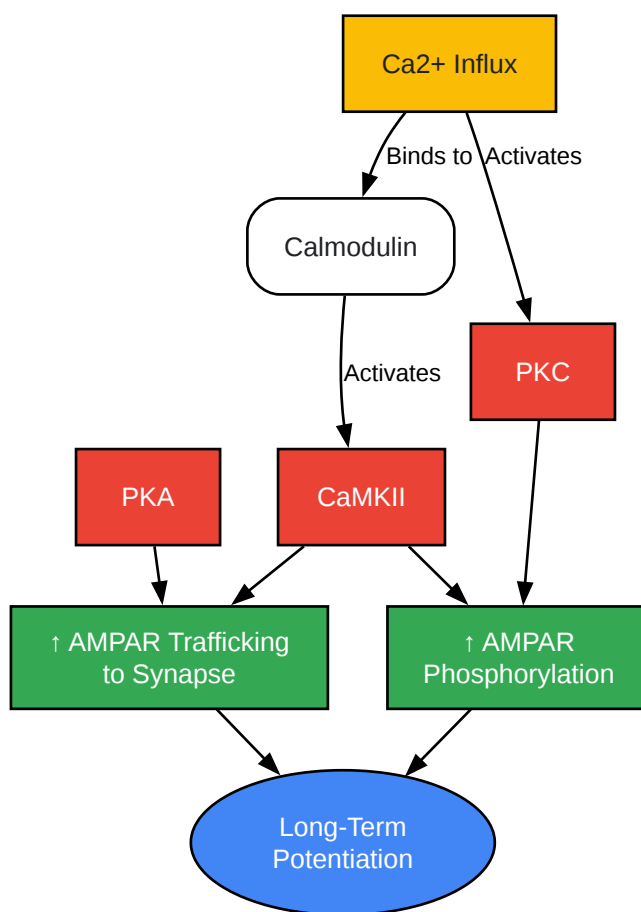 Ca2+ Influx
Binds to
Activates
Calmodulin
PKC
Activates
PKA
CaMKII
↑ AMPAR Trafficking
to Synapse
↑ AMPAR
Phosphorylation
Long-Term
Potentiation